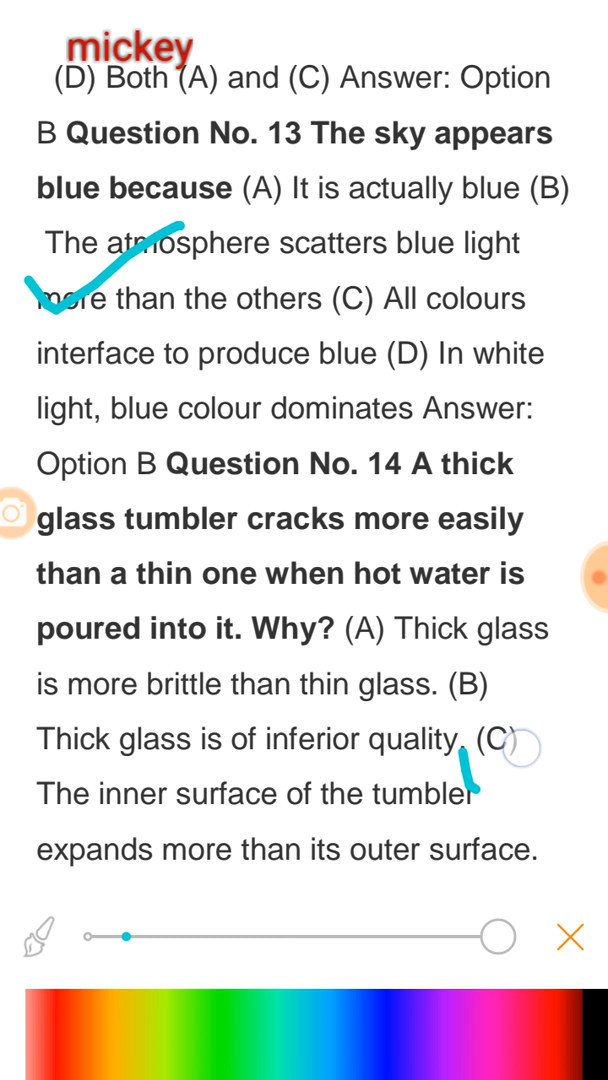 mickey
(D) Both (A) and (C) Answer: Option
B Question No. 13 The sky appears
blue because (A) It is actually blue (B)
The atmosphere scatters blue light
more than the others (C) All colours
interface to produce blue (D) In white
light, blue colour dominates Answer:
Option B Question No. 14 A thick
glass tumbler cracks more easily
than a thin one when hot water is
poured into it. Why? (A) Thick glass
is more brittle than thin glass. (B)
Thick glass is of inferior quality. (C)
The inner surface of the tumbler
expands more than its outer surface.